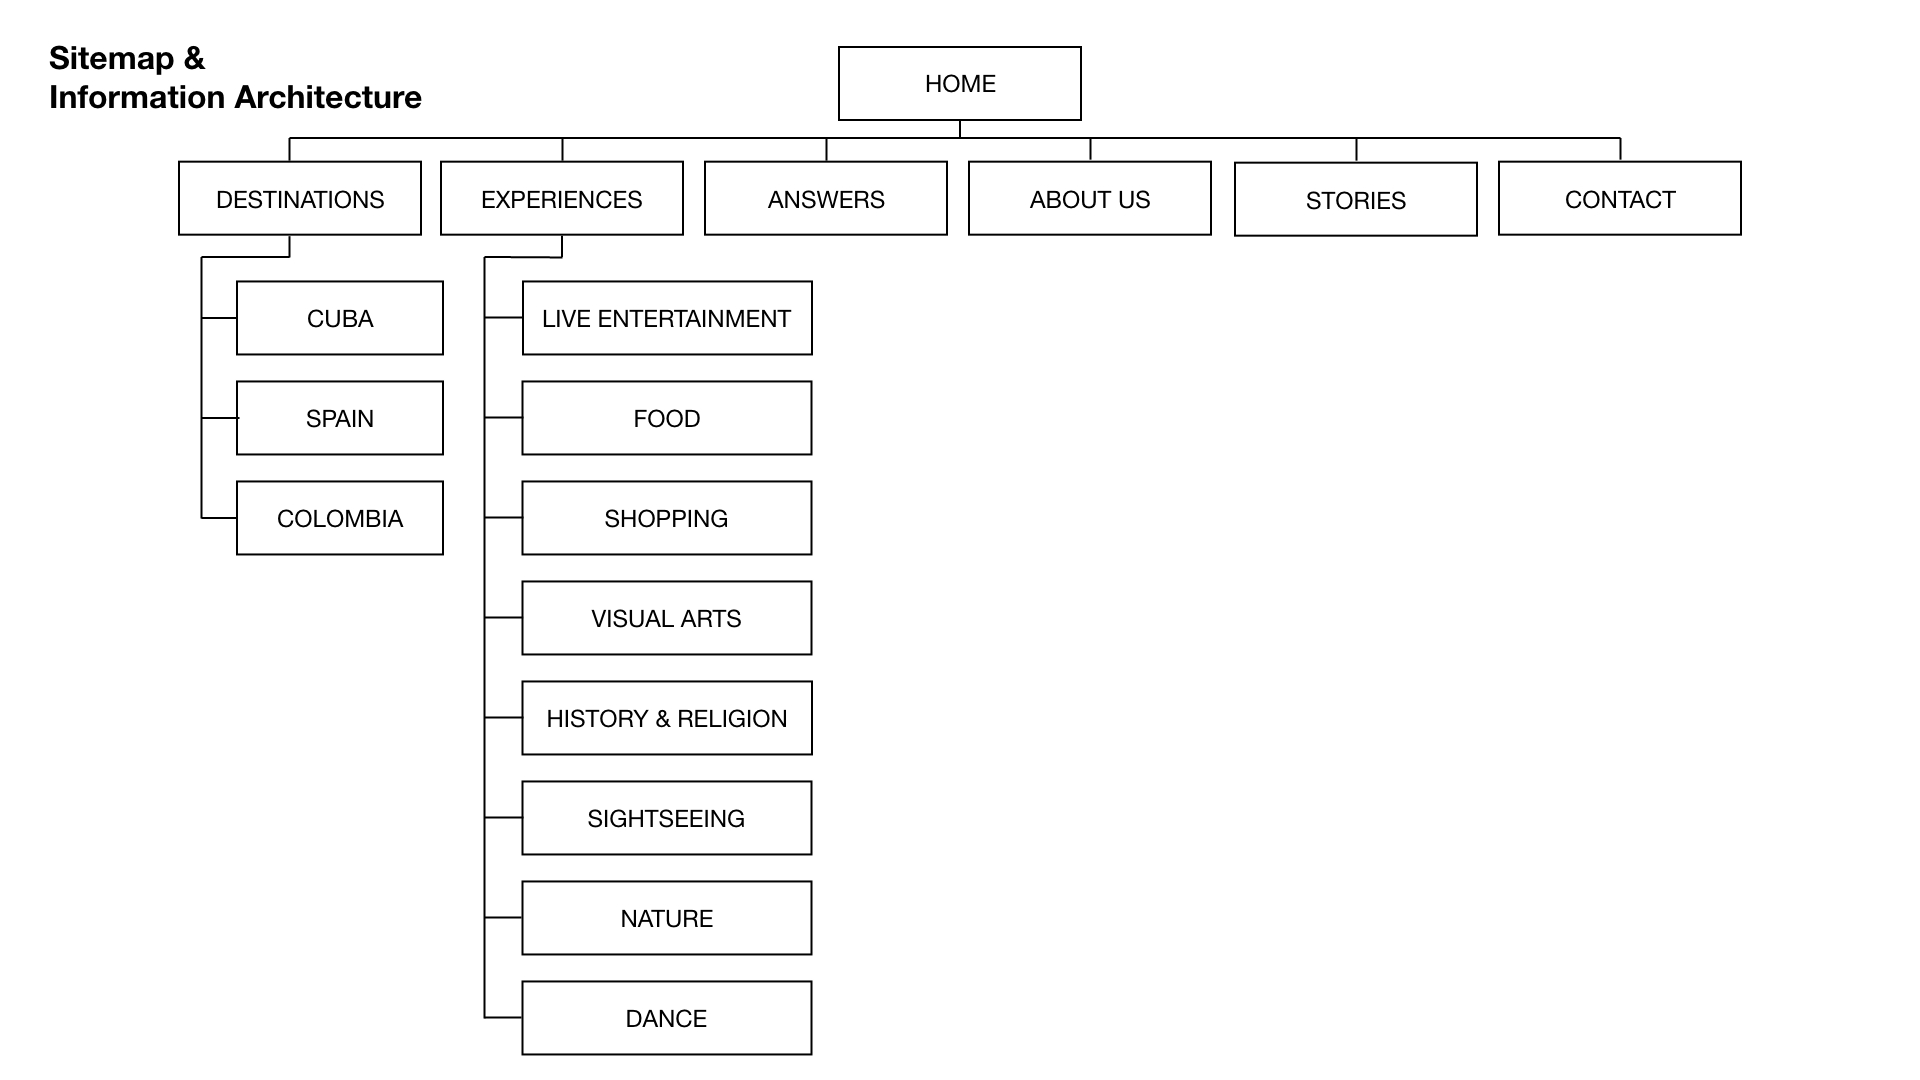 Sitemap &
Information Architecture
HOME
DESTINATIONS
EXPERIENCES
ANSWERS
ABOUT US
STORIES
CONTACT
CUBA
SPAIN
COLOMBIA
LIVE ENTERTAINMENT
FOOD
SHOPPING
VISUAL ARTS
HISTORY & RELIGION
SIGHTSEEING
NATURE
DANCE